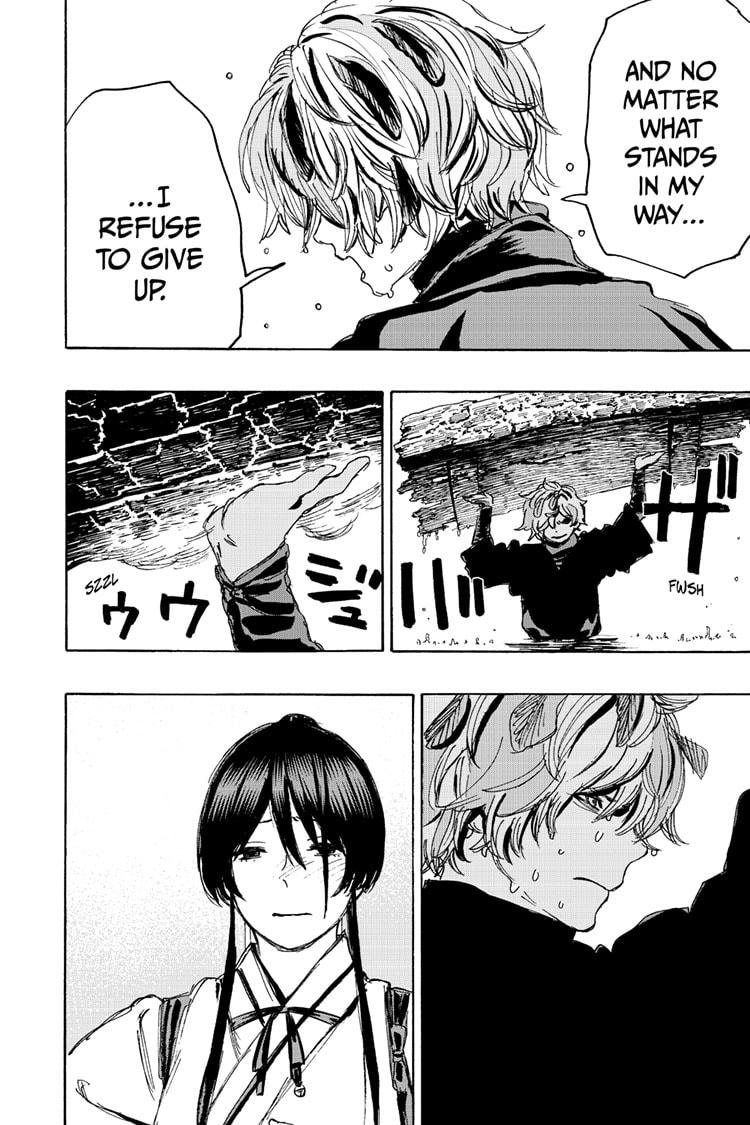 AND NO
MATTER
WHAT
STANDS
IN MY
WAY...
...I
REFUSE
TO GIVE
UP.
ザ
バババ
FWSH
ジュ
ウウ
SZZL